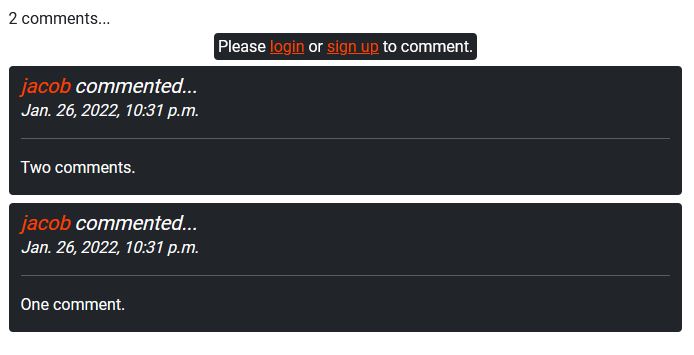 2 comments...
Please login or sign up to comment.
jacob commented...
Jan. 26, 2022, 10:31 p.m.
Two comments.
jacob commented...
Jan. 26, 2022, 10:31 p.m.
One comment.